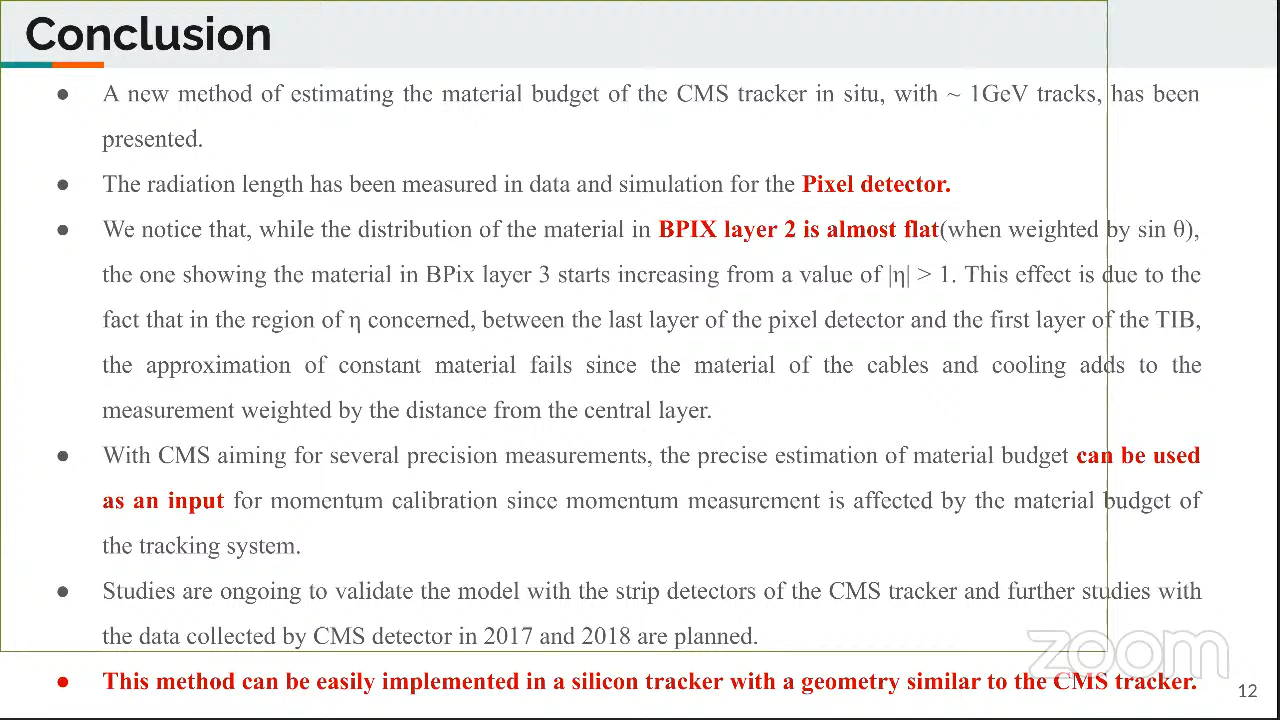 Conclusion
● A new method of estimating the material budget of the CMS tracker in situ, with ~ 1GeV tracks, has been
presented.
● The radiation length has been measured in data and simulation for the Pixel detector.
● We notice that, while the distribution of the material in BPIX layer 2 is almost flat(when weighted by sin θ),
the one showing the material in BPix layer 3 starts increasing from a value of |η| > 1. This effect is due to the
fact that in the region of η concerned, between the last layer of the pixel detector and the first layer of the TIB,
the approximation of constant material fails since the material of the cables and cooling adds to the
measurement weighted by the distance from the central layer.
● With CMS aiming for several precision measurements, the precise estimation of material budget can be used
as an input for momentum calibration since momentum measurement is affected by the material budget of
the tracking system.
● Studies are ongoing to validate the model with the strip detectors of the CMS tracker and further studies with
the data collected by CMS detector in 2017 and 2018 are planned.
zoom
● This method can be easily implemented in a silicon tracker with a geometry similar to the CMS tracker.
12